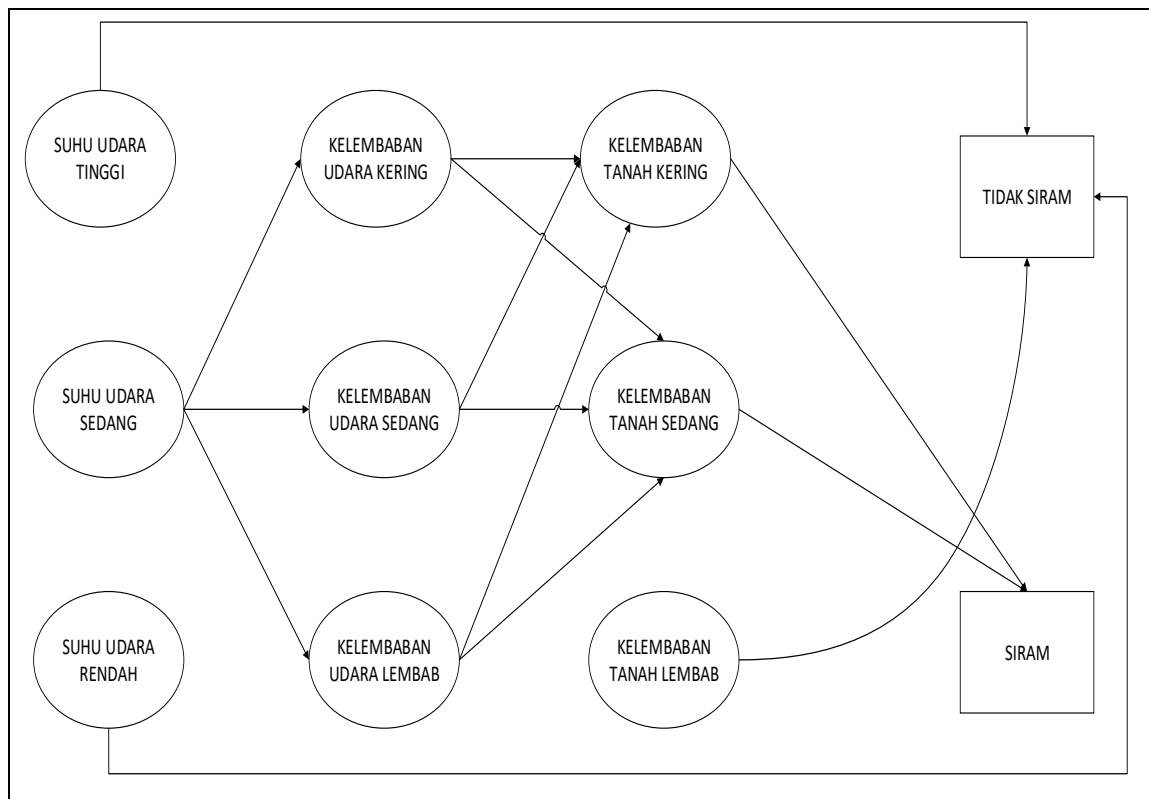 SUHU UDARA
TINGGI
KELEMBABAN
UDARA KERING
KELEMBABAN
TANAH KERING
TIDAK SIRAM
SUHU UDARA
SEDANG
KELEMBABAN
UDARA SEDANG
KELEMBABAN
TANAH SEDANG
SUHU UDARA
RENDAH
KELEMBABAN
UDARA LEMBAB
KELEMBABAN
TANAH LEMBAB
SIRAM